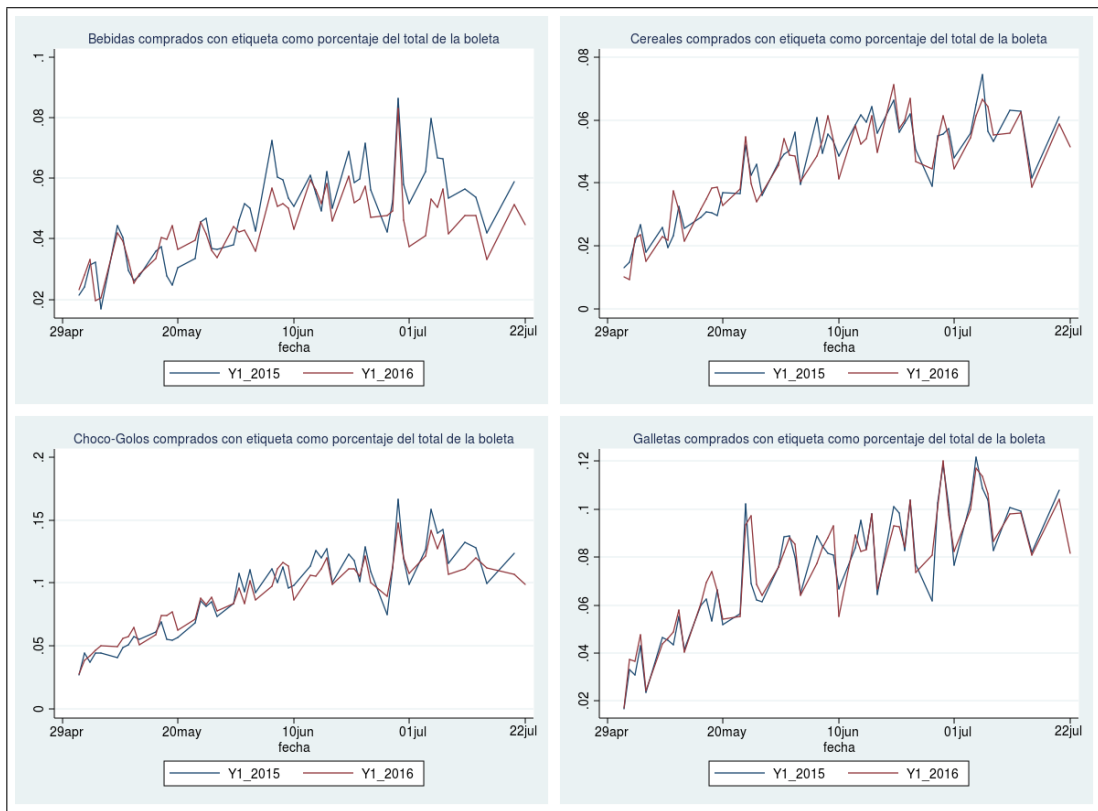 Bebidas comprados con etiqueta como porcentaje del total de la boleta
.1
.08
.06
.04
.02
29apr 20may 10jun 01jul 22jul
fecha
Y1_2015 Y1_2016
Cereales comprados con etiqueta como porcentaje del total de la boleta
.08
.06
.04
.02
0
29apr 20may 10jun 01jul 22jul
fecha
Y1_2015 Y1_2016
Choco-Golos comprados con etiqueta como porcentaje del total de la boleta
.2
.15
.1
.05
0
29apr 20may 10jun 01jul 22jul
fecha
Y1_2015 Y1_2016
Galletas comprados con etiqueta como porcentaje del total de la boleta
.12
.1
.08
.06
.04
.02
29apr 20may 10jun 01jul 22jul
fecha
Y1_2015 Y1_2016